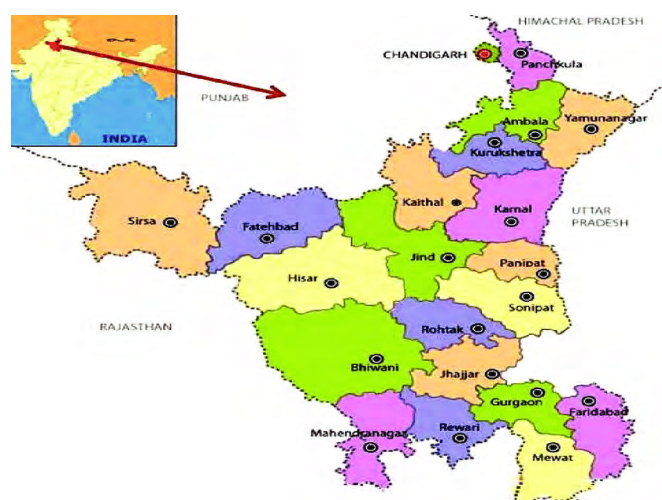 HIMACHAL PRADESH
CHANDIGARH
Panchkula
PUNJAB
INDIA
Ambala
Yamunanagar
Kurukshetra
Kaithal
Karnal
UTTAR
PRADESH
Sirsa
Fatehbad
Jind
Panipat
Hisar
Sonipat
RAJASTHAN
Rohtak
Bhiwani
Jhajjar
Gurgaon
Faridabad
Mahendranagar
Rewari
Mewat